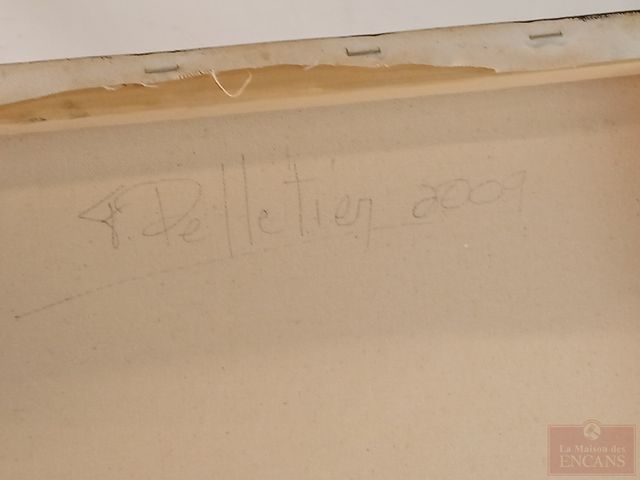 Pelletier 2009
La Maison des
ENCANS